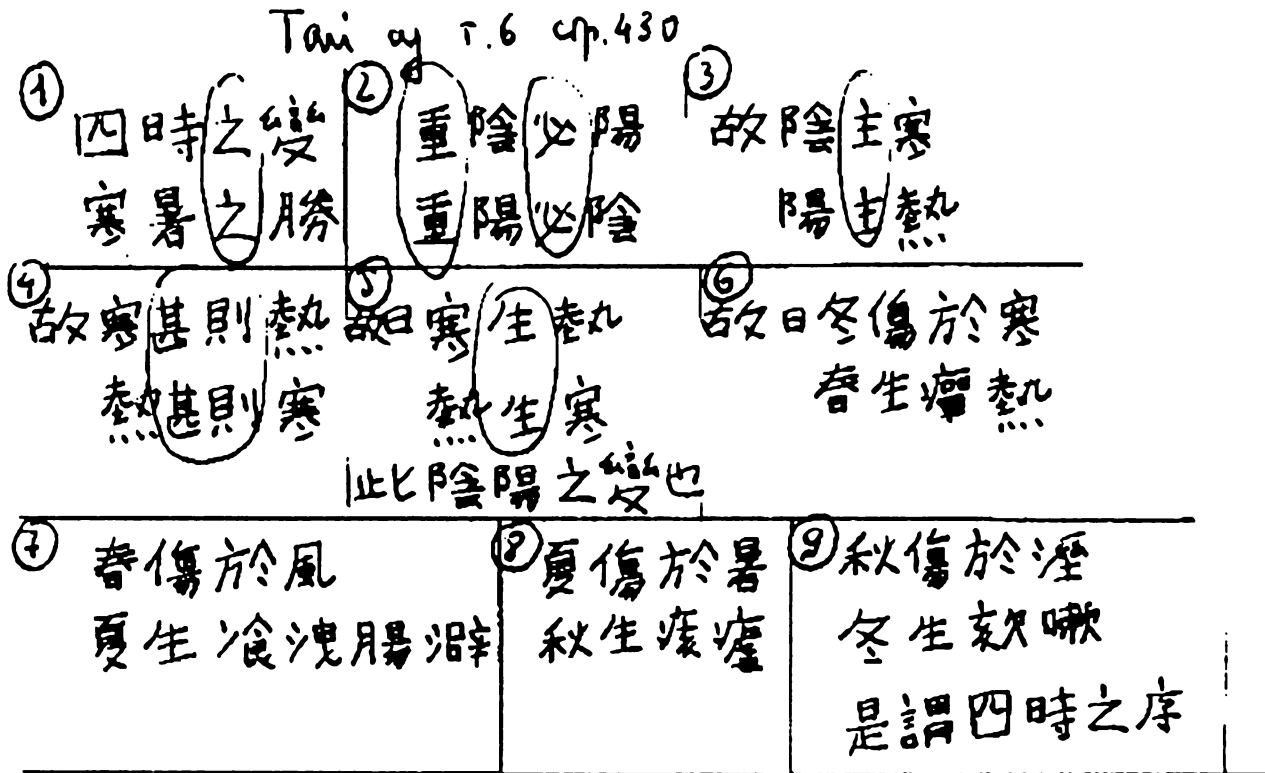 Tai cj T.6 cap.430
① 四時之變
寒暑之勝
② 重陰必陽
重陽必陰
③ 故陰主寒
陽主熱
④ 故寒甚則熱
熱甚則寒
⑤ 故曰寒生熱
熱生寒
此陰陽之變也
⑥ 故曰冬傷於寒
春生癉熱
⑦ 春傷於風
夏生飧洩腸澼
⑧ 夏傷於暑
秋生痎瘧
⑨ 秋傷於溼
冬生欬嗽
是謂四時之序